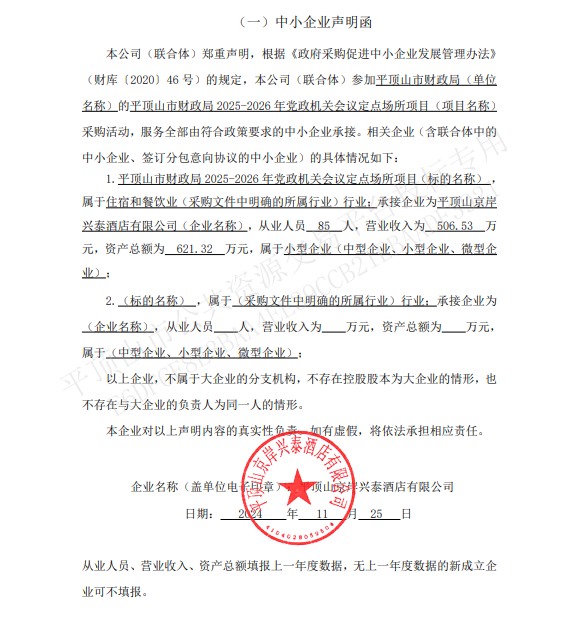 （一）中小企业声明函
本公司（联合体）郑重声明，根据《政府采购促进中小企业发展管理办法》
（财库〔2020〕46 号）的规定，本公司（联合体）参加平顶山市财政局（单位
名称）的平顶山市财政局 2025-2026 年党政机关会议定点场所项目（项目名称）
采购活动，服务全部由符合政策要求的中小企业承接。相关企业（含联合体中的
中小企业、签订分包意向协议的中小企业）的具体情况如下：
1.平顶山市财政局 2025-2026 年党政机关会议定点场所项目（标的名称），
属于住宿和餐饮业（采购文件中明确的所属行业）行业；承接企业为平顶山京岸
兴泰酒店有限公司（企业名称），从业人员 85 人，营业收入为 506.53 万
元，资产总额为 621.32 万元，属于小型企业（中型企业、小型企业、微型企
业）；
2.（标的名称），属于（采购文件中明确的所属行业）行业；承接企业为
（企业名称），从业人员____人，营业收入为____万元，资产总额为____万元，
属于（中型企业、小型企业、微型企业）；
以上企业，不属于大企业的分支机构，不存在控股股本为大企业的情形，也
不存在与大企业的负责人为同一人的情形。
本企业对以上声明内容的真实性负责。如有虚假，将依法承担相应责任。
企业名称（盖单位电子印章）：平顶山京岸兴泰酒店有限公司
日期： 2024 年 11 月 25 日
平顶山京岸兴泰酒店有限公司
从业人员、营业收入、资产总额填报上一年度数据，无上一年度数据的新成立企
业可不填报。